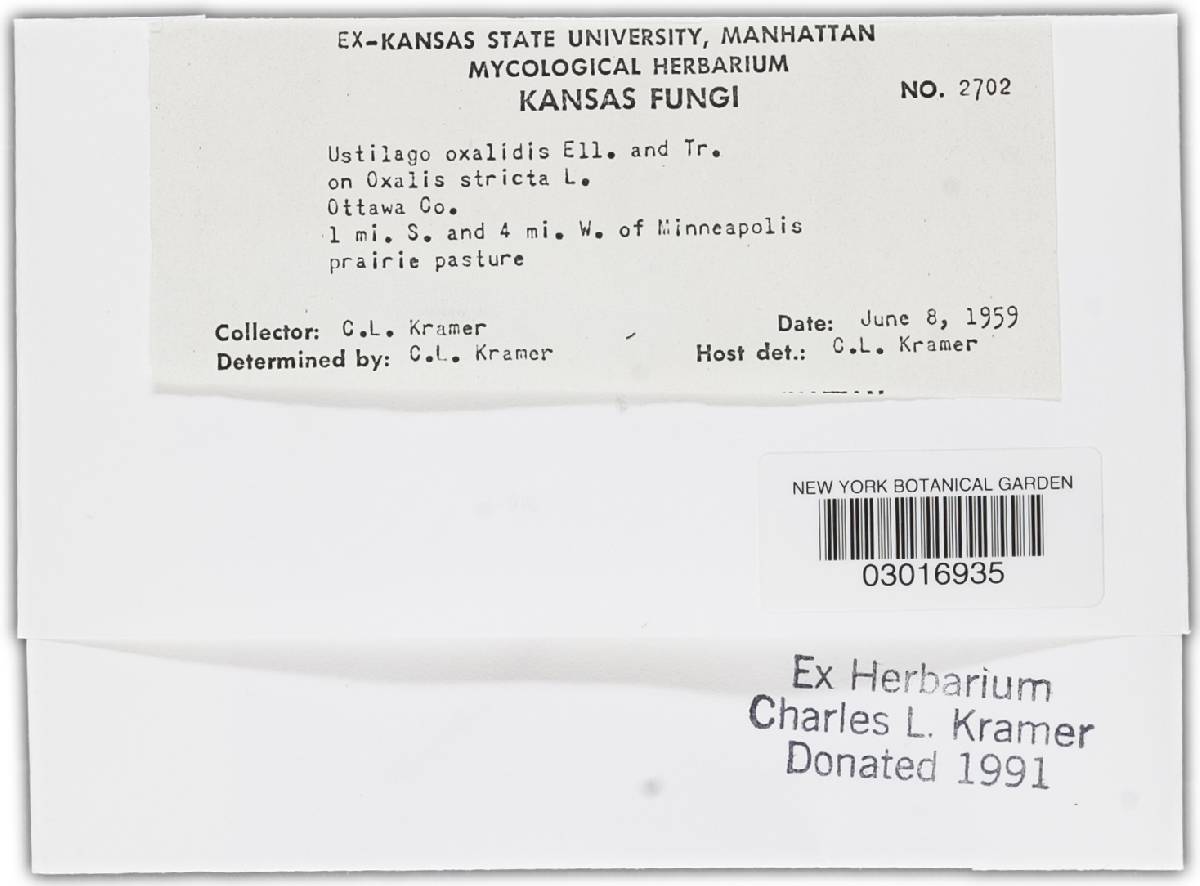 EX-KANSAS STATE UNIVERSITY, MANHATTAN
MYCOLOGICAL HERBARIUM
KANSAS FUNGI
NO. 2702
Ustilago oxalidis Ell. and Tr.
on Oxalis stricta L.
Ottawa Co.
1 mi. S. and 4 mi. W. of Minneapolis
prairie pasture
Collector: C.L. Kramer
Date: June 8, 1959
Determined by: C.L. Kramer
Host det.: C.L. Kramer
NEW YORK BOTANICAL GARDEN
03016935
Ex Herbarium
Charles L. Kramer
Donated 1991